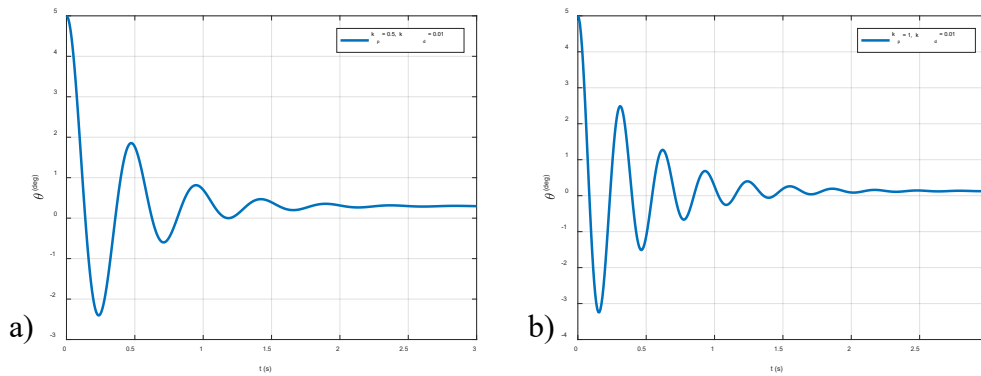 a)
5
4
3
2
1
0
-1
-2
-3
θ (deg)
0 0.5 1 1.5 2 2.5 3
t (s)
k p = 0.5, k d = 0.01
b)
5
4
3
2
1
0
-1
-2
-3
-4
θ (deg)
0 0.5 1 1.5 2 2.5
t (s)
k p = 1, k d = 0.01